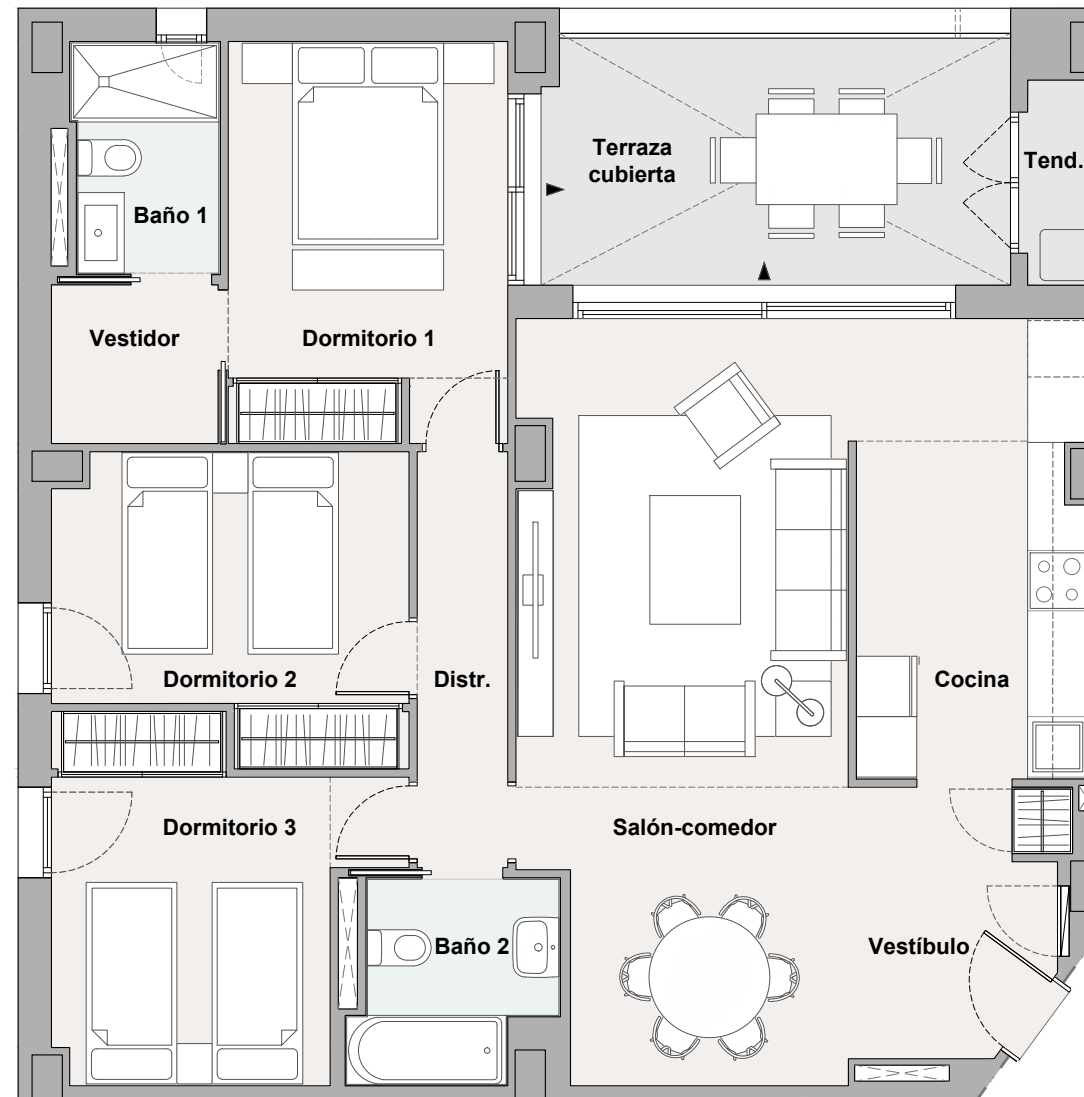 Terraza
cubierta
Tend.
Baño 1
Vestidor
Dormitorio 1
Dormitorio 2
Distr.
Cocina
Dormitorio 3
Salón-comedor
Baño 2
Vestíbulo